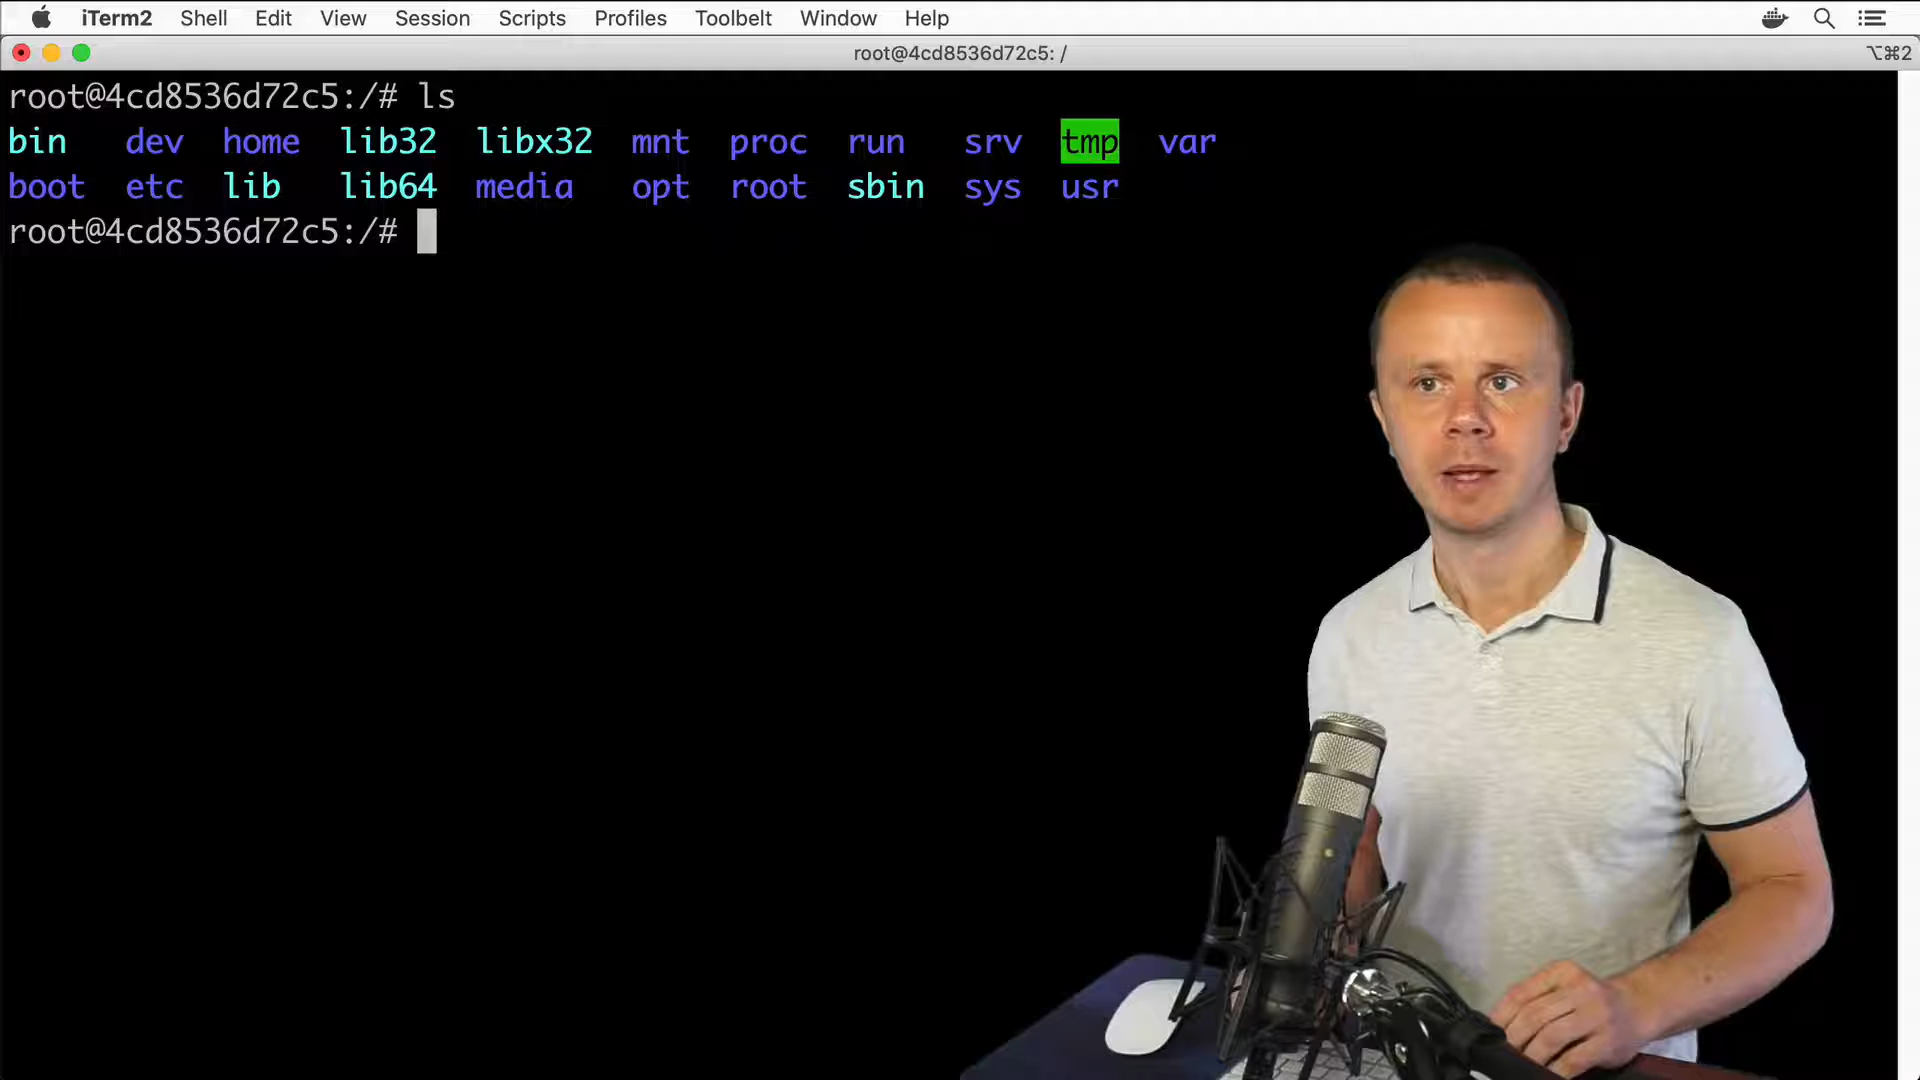 iTerm2 Shell Edit View Session Scripts Profiles Toolbelt Window Help
root@4cd8536d72c5: / ⌥⌘2
root@4cd8536d72c5:/# ls
bin dev home lib32 libx32 mnt proc run srv tmp var
boot etc lib lib64 media opt root sbin sys usr
root@4cd8536d72c5:/#